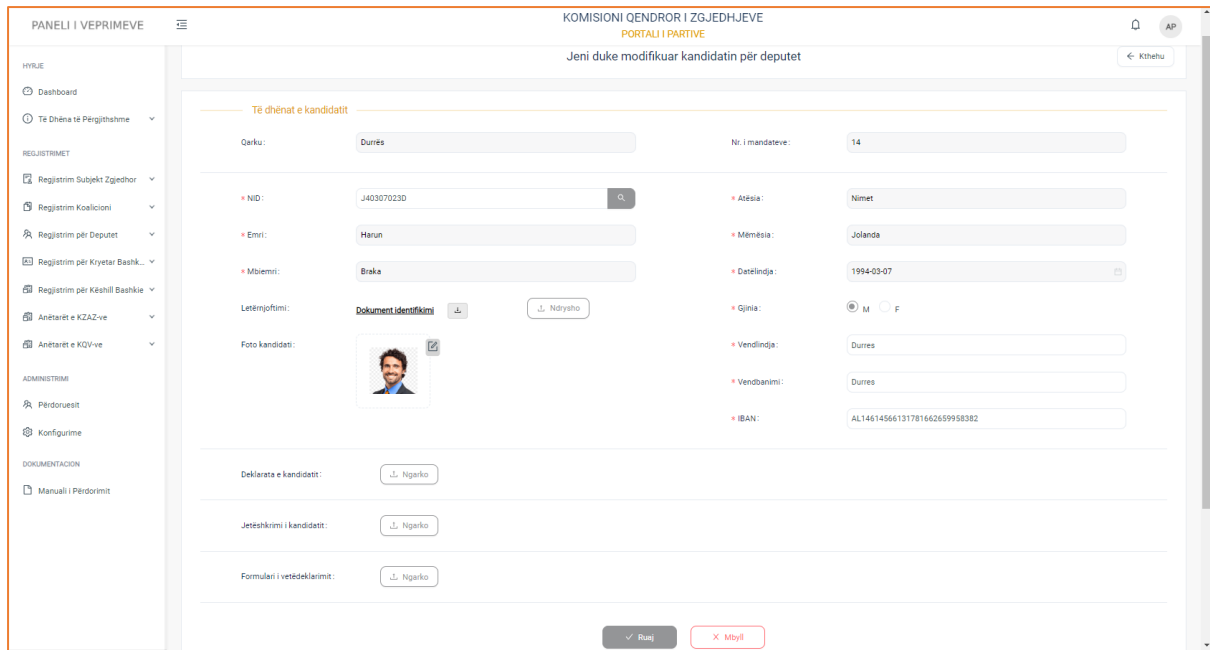 PANELI I VEPRIMEVE
KOMISIONI QENDROR I ZGJEDHJEVE
PORTALI I PARTIVE
AP
Jeni duke modifikuar kandidatin për deputet
Kthehu
HYRJE
Dashboard
Të Dhëna të Përgjithshme
REGJISTRIMET
Regjistrim Subjekt Zgjedhor
Regjistrim Koalicioni
Regjistrim për Deputet
Regjistrim për Kryetar Bashk...
Regjistrim për Këshill Bashkie
Anëtarët e KZAZ-ve
Anëtarët e KQV-ve
ADMINISTRIMI
Përdoruesit
Konfigurime
DOKUMENTACION
Manuali i Përdorimit
Të dhënat e kandidatit
Qarku: Durrës
Nr. i mandateve: 14
* NID: J40307023D
* Atësia: Nimet
* Emri: Harun
* Mëmësia: Jolanda
* Mbiemri: Braka
* Datëlindja: 1994-03-07
Letërnjoftimi: Dokument identifikimi Ndrysho
* Gjinia: M F
Foto kandidati:
* Vendlindja: Durres
* Vendbanimi: Durres
* IBAN: AL14614566131781662659958382
Deklarata e kandidatit: Ngarko
Jetëshkrimi i kandidatit: Ngarko
Formulari i vetëdeklarimit: Ngarko
Ruaj
Mbyll